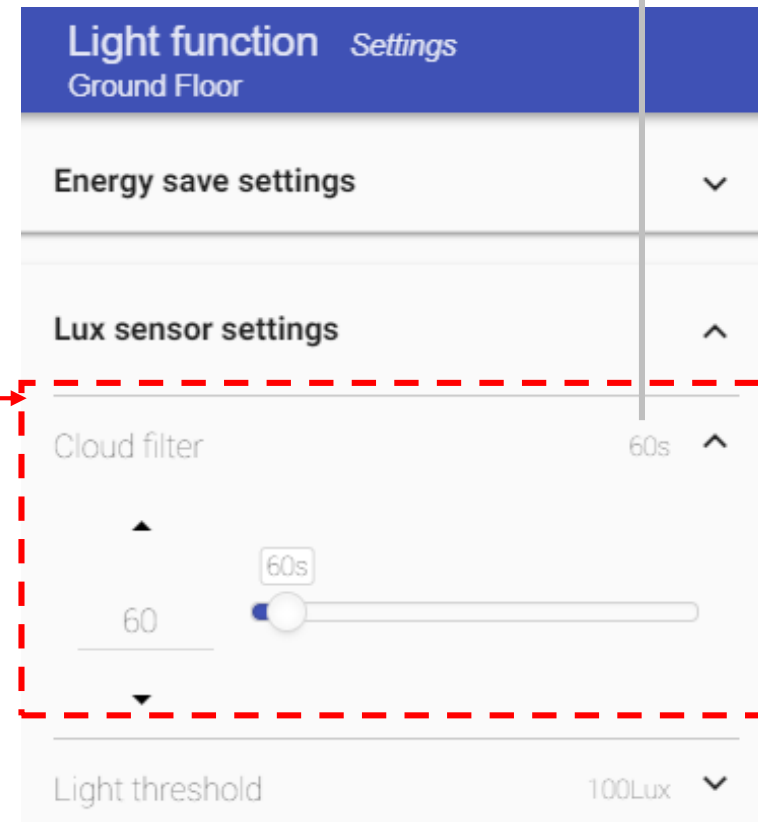 Light function Settings
Ground Floor
Energy save settings
Lux sensor settings
Cloud filter 60s
60s
60
Light threshold 100Lux